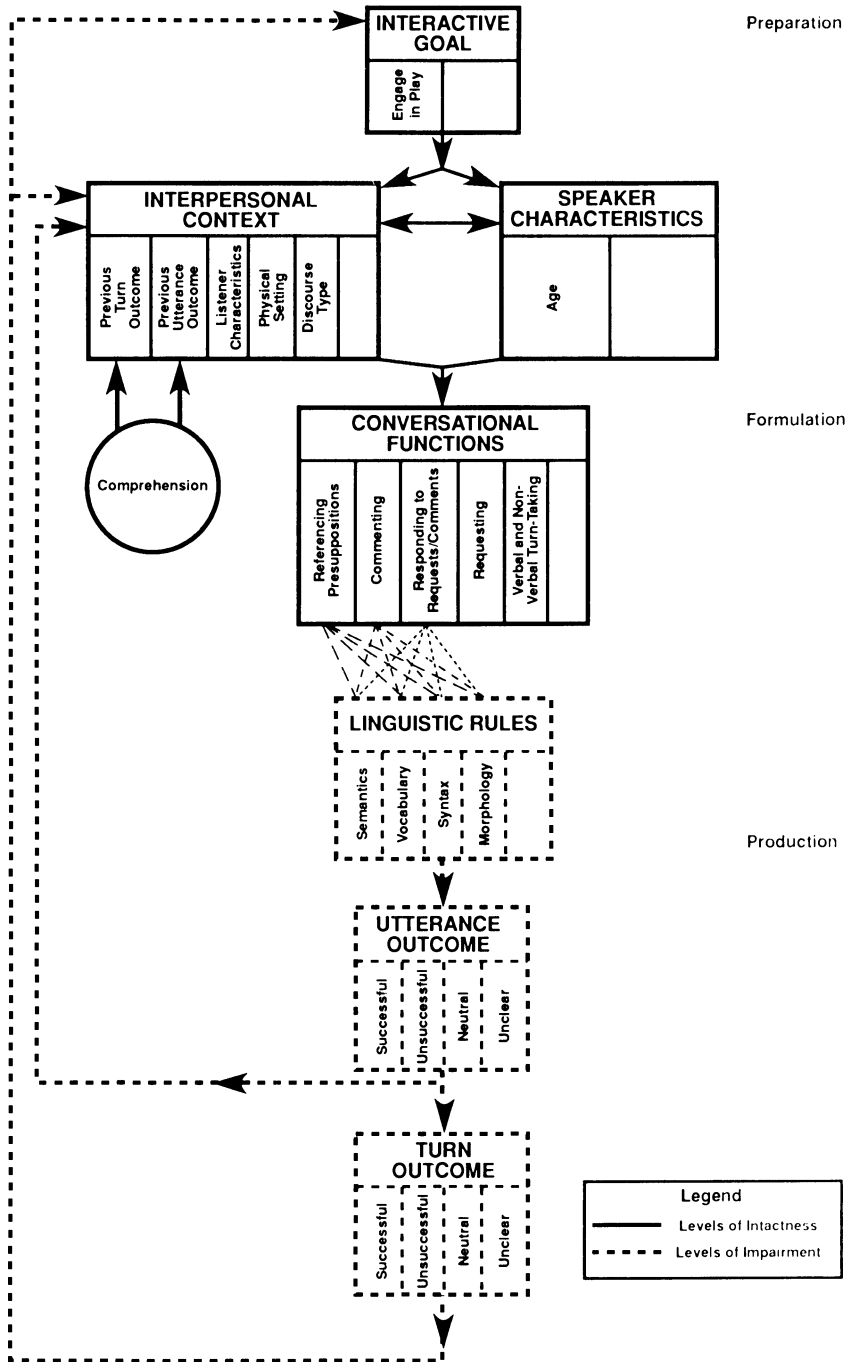 Preparation
INTERACTIVE
GOAL
Engage
in Play
INTERPERSONAL
CONTEXT
Previous
Turn
Outcome
Previous
Utterance
Outcome
Listener
Characteristics
Physical
Setting
Discourse
Type
SPEAKER
CHARACTERISTICS
Age
Comprehension
Formulation
CONVERSATIONAL
FUNCTIONS
Referencing
Presuppositions
Commenting
Responding to
Requests/Comments
Requesting
Verbal and Non-
Verbal Turn-Taking
LINGUISTIC RULES
Semantics
Vocabulary
Syntax
Morphology
Production
UTTERANCE
OUTCOME
Successful
Unsuccessful
Neutral
Unclear
TURN
OUTCOME
Successful
Unsuccessful
Neutral
Unclear
Legend
Levels of Intactness
Levels of Impairment